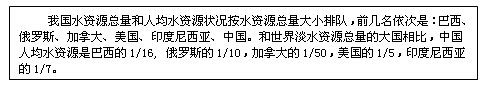 我国水资源总量和人均水资源状况按水资源总量大小排队，前几名依次是：巴西、
俄罗斯、加拿大、美国、印度尼西亚、中国。和世界淡水资源总量的大国相比，中国
人均水资源是巴西的1/16，俄罗斯的1/10，加拿大的1/50，美国的1/5，印度尼西亚
的1/7。